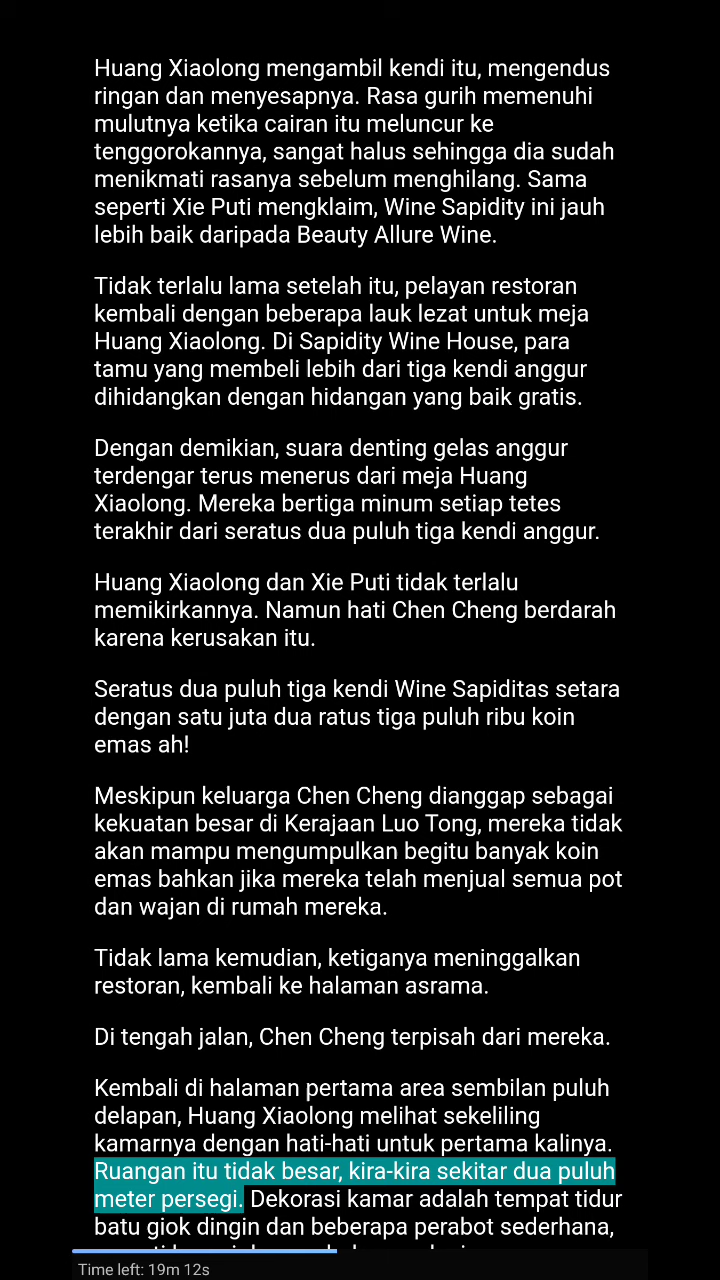 Huang Xiaolong mengambil kendi itu, mengendus
ringan dan menyesapnya. Rasa gurih memenuhi
mulutnya ketika cairan itu meluncur ke
tenggorokannya, sangat halus sehingga dia sudah
menikmati rasanya sebelum menghilang. Sama
seperti Xie Puti mengklaim, Wine Sapidity ini jauh
lebih baik daripada Beauty Allure Wine.
Tidak terlalu lama setelah itu, pelayan restoran
kembali dengan beberapa lauk lezat untuk meja
Huang Xiaolong. Di Sapidity Wine House, para
tamu yang membeli lebih dari tiga kendi anggur
dihidangkan dengan hidangan yang baik gratis.
Dengan demikian, suara denting gelas anggur
terdengar terus menerus dari meja Huang
Xiaolong. Mereka bertiga minum setiap tetes
terakhir dari seratus dua puluh tiga kendi anggur.
Huang Xiaolong dan Xie Puti tidak terlalu
memikirkannya. Namun hati Chen Cheng berdarah
karena kerusakan itu.
Seratus dua puluh tiga kendi Wine Sapiditas setara
dengan satu juta dua ratus tiga puluh ribu koin
emas ah!
Meskipun keluarga Chen Cheng dianggap sebagai
kekuatan besar di Kerajaan Luo Tong, mereka tidak
akan mampu mengumpulkan begitu banyak koin
emas bahkan jika mereka telah menjual semua pot
dan wajan di rumah mereka.
Tidak lama kemudian, ketiganya meninggalkan
restoran, kembali ke halaman asrama.
Di tengah jalan, Chen Cheng terpisah dari mereka.
Kembali di halaman pertama area sembilan puluh
delapan, Huang Xiaolong melihat sekeliling
kamarnya dengan hati-hati untuk pertama kalinya.
Ruangan itu tidak besar, kira-kira sekitar dua puluh
meter persegi. Dekorasi kamar adalah tempat tidur
batu giok dingin dan beberapa perabot sederhana,
Time left: 19m 12s